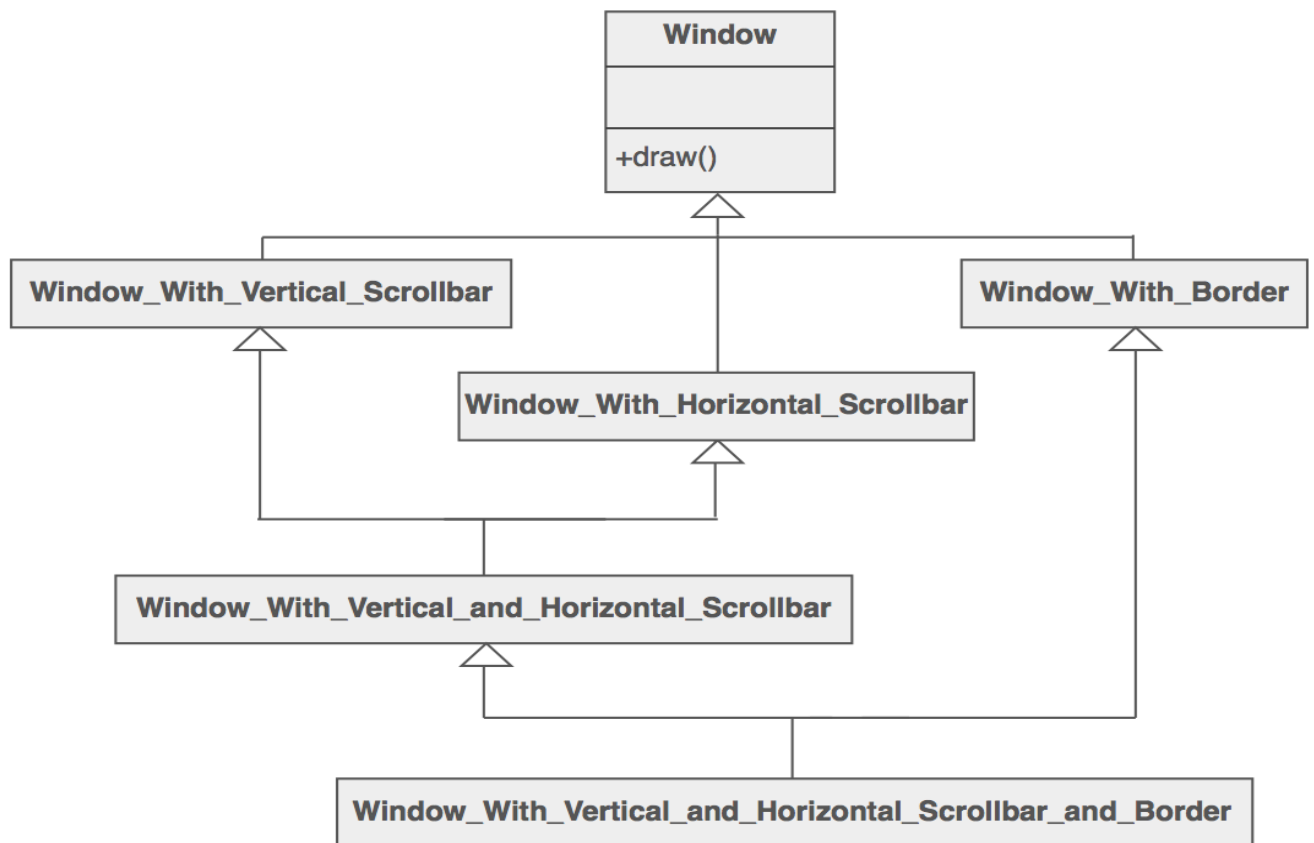 Window
+draw()
Window_With_Vertical_Scrollbar
Window_With_Border
Window_With_Horizontal_Scrollbar
Window_With_Vertical_and_Horizontal_Scrollbar
Window_With_Vertical_and_Horizontal_Scrollbar_and_Border